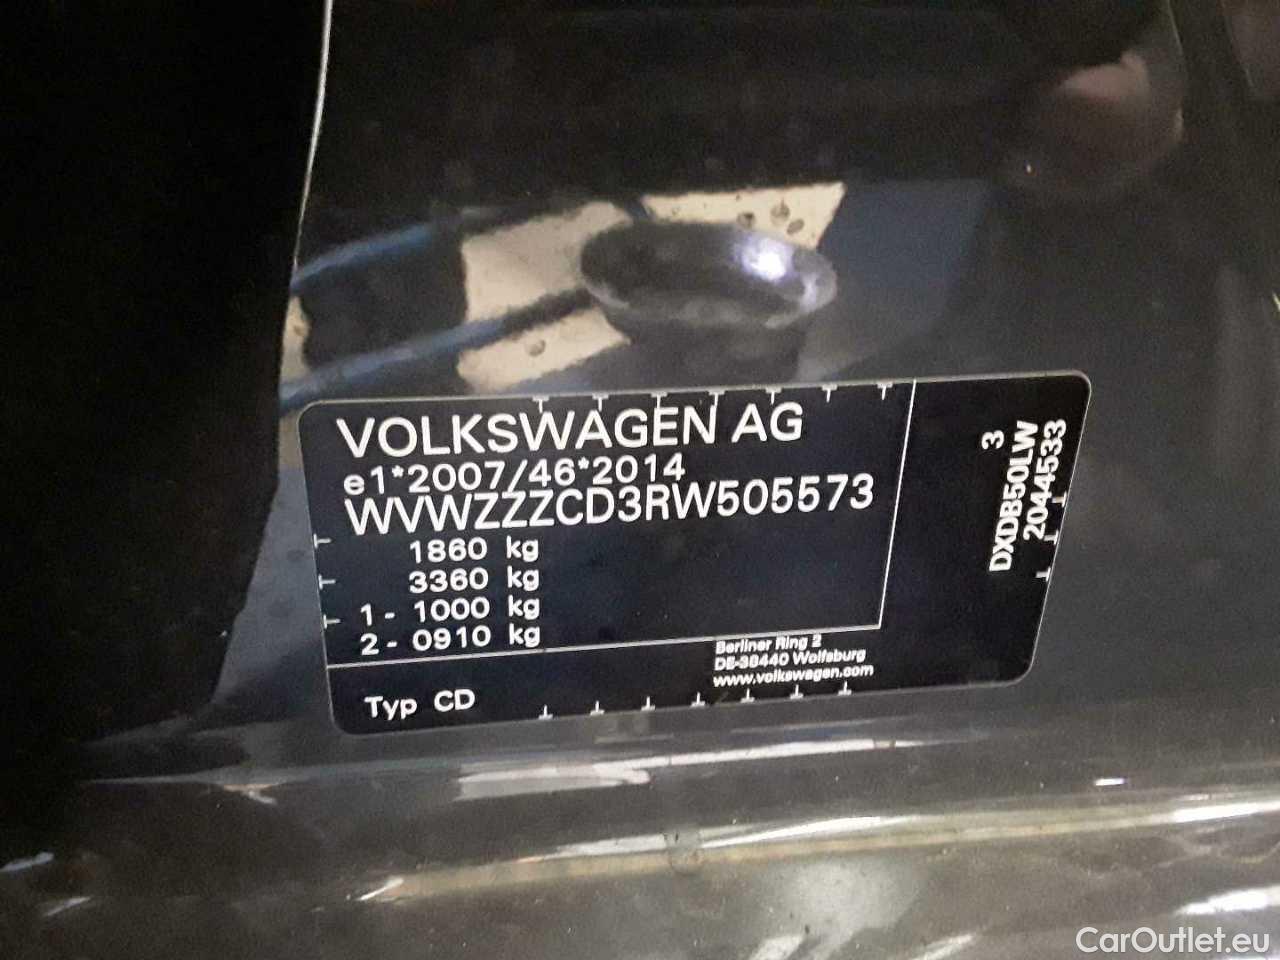 VOLKSWAGEN AG
e1*2007/46*2014
WVWZZZCD3RW505573
1860 kg
3360 kg
1 - 1000 kg
2 - 0910 kg
Berliner Ring 2
DE-38440 Wolfsburg
www.volkswagen.com
Typ CD
3
DXDB50LW
2044533
CarOutlet.eu